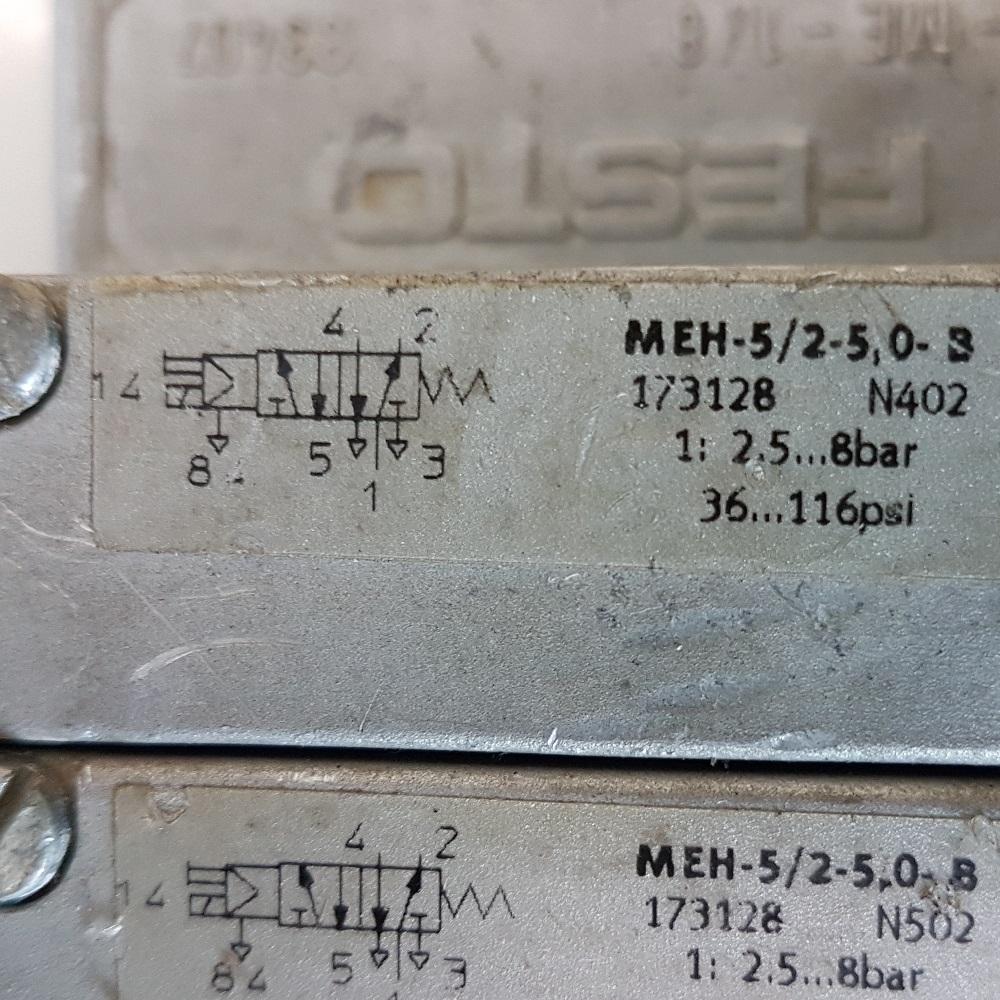 FESTO
4 2
14
MEH-5/2-5,0- B
173128 N402
1: 2.5...8bar
36...116psi
8 5 3
1
4 2
14
MEH-5/2-5,0- B
173128 N502
1: 2.5...8bar
84 5 3
1